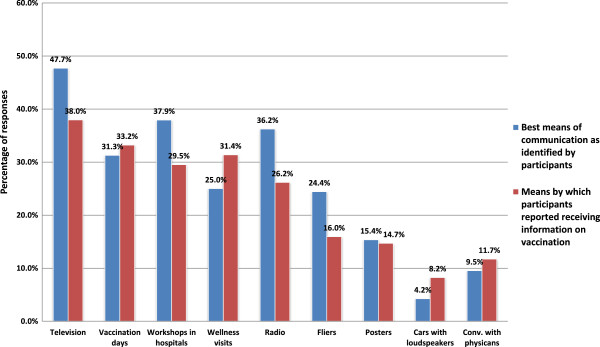 60.0%
50.0%
40.0%
30.0%
20.0%
10.0%
0.0%
Percentage of responses
47.7%
38.0%
31.3%
33.2%
37.9%
29.5%
25.0%
31.4%
36.2%
26.2%
24.4%
16.0%
15.4%
14.7%
4.2%
8.2%
9.5%
11.7%
Television
Vaccination
days
Workshops in
hospitals
Wellness
visits
Radio
Fliers
Posters
Cars with
loudspeakers
Conv. with
physicans
Best means of
communication as
identified by
participants
Means by which
participants
reported receiving
information on
vaccination